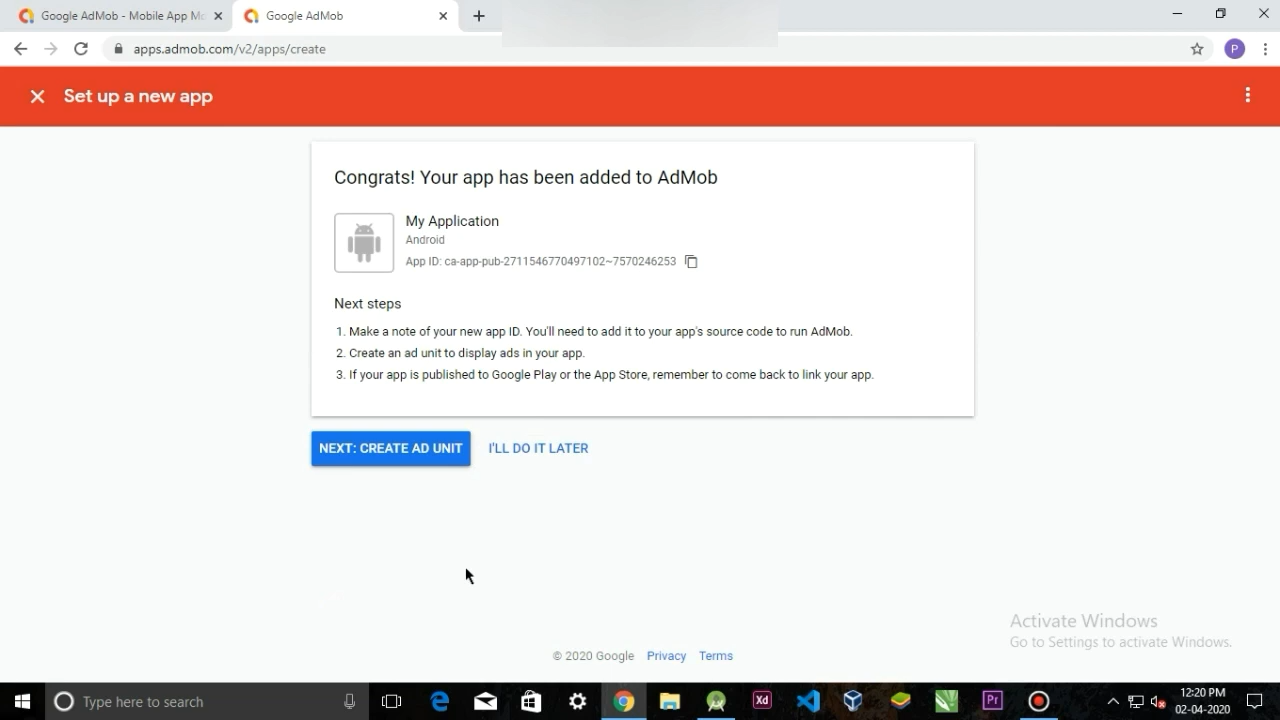 Google AdMob - Mobile App Mo
Google AdMob
apps.admob.com/v2/apps/create
P
Set up a new app
Congrats! Your app has been added to AdMob
My Application
Android
App ID: ca-app-pub-2711546770497102~7570246253
Next steps
1. Make a note of your new app ID. You'll need to add it to your app's source code to run AdMob.
2. Create an ad unit to display ads in your app.
3. If your app is published to Google Play or the App Store, remember to come back to link your app.
NEXT: CREATE AD UNIT
I'LL DO IT LATER
Activate Windows
Go to Settings to activate Windows.
© 2020 Google Privacy Terms
Type here to search
Xd
Pr
12:20 PM
02-04-2020